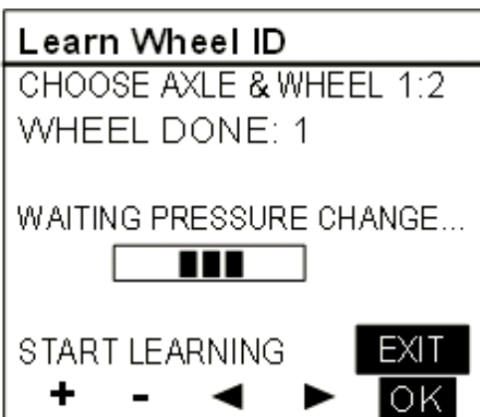 Learn Wheel ID
CHOOSE AXLE & WHEEL 1:2
WHEEL DONE: 1
WAITING PRESSURE CHANGE...
START LEARNING EXIT
+ - ◀ ▶ OK